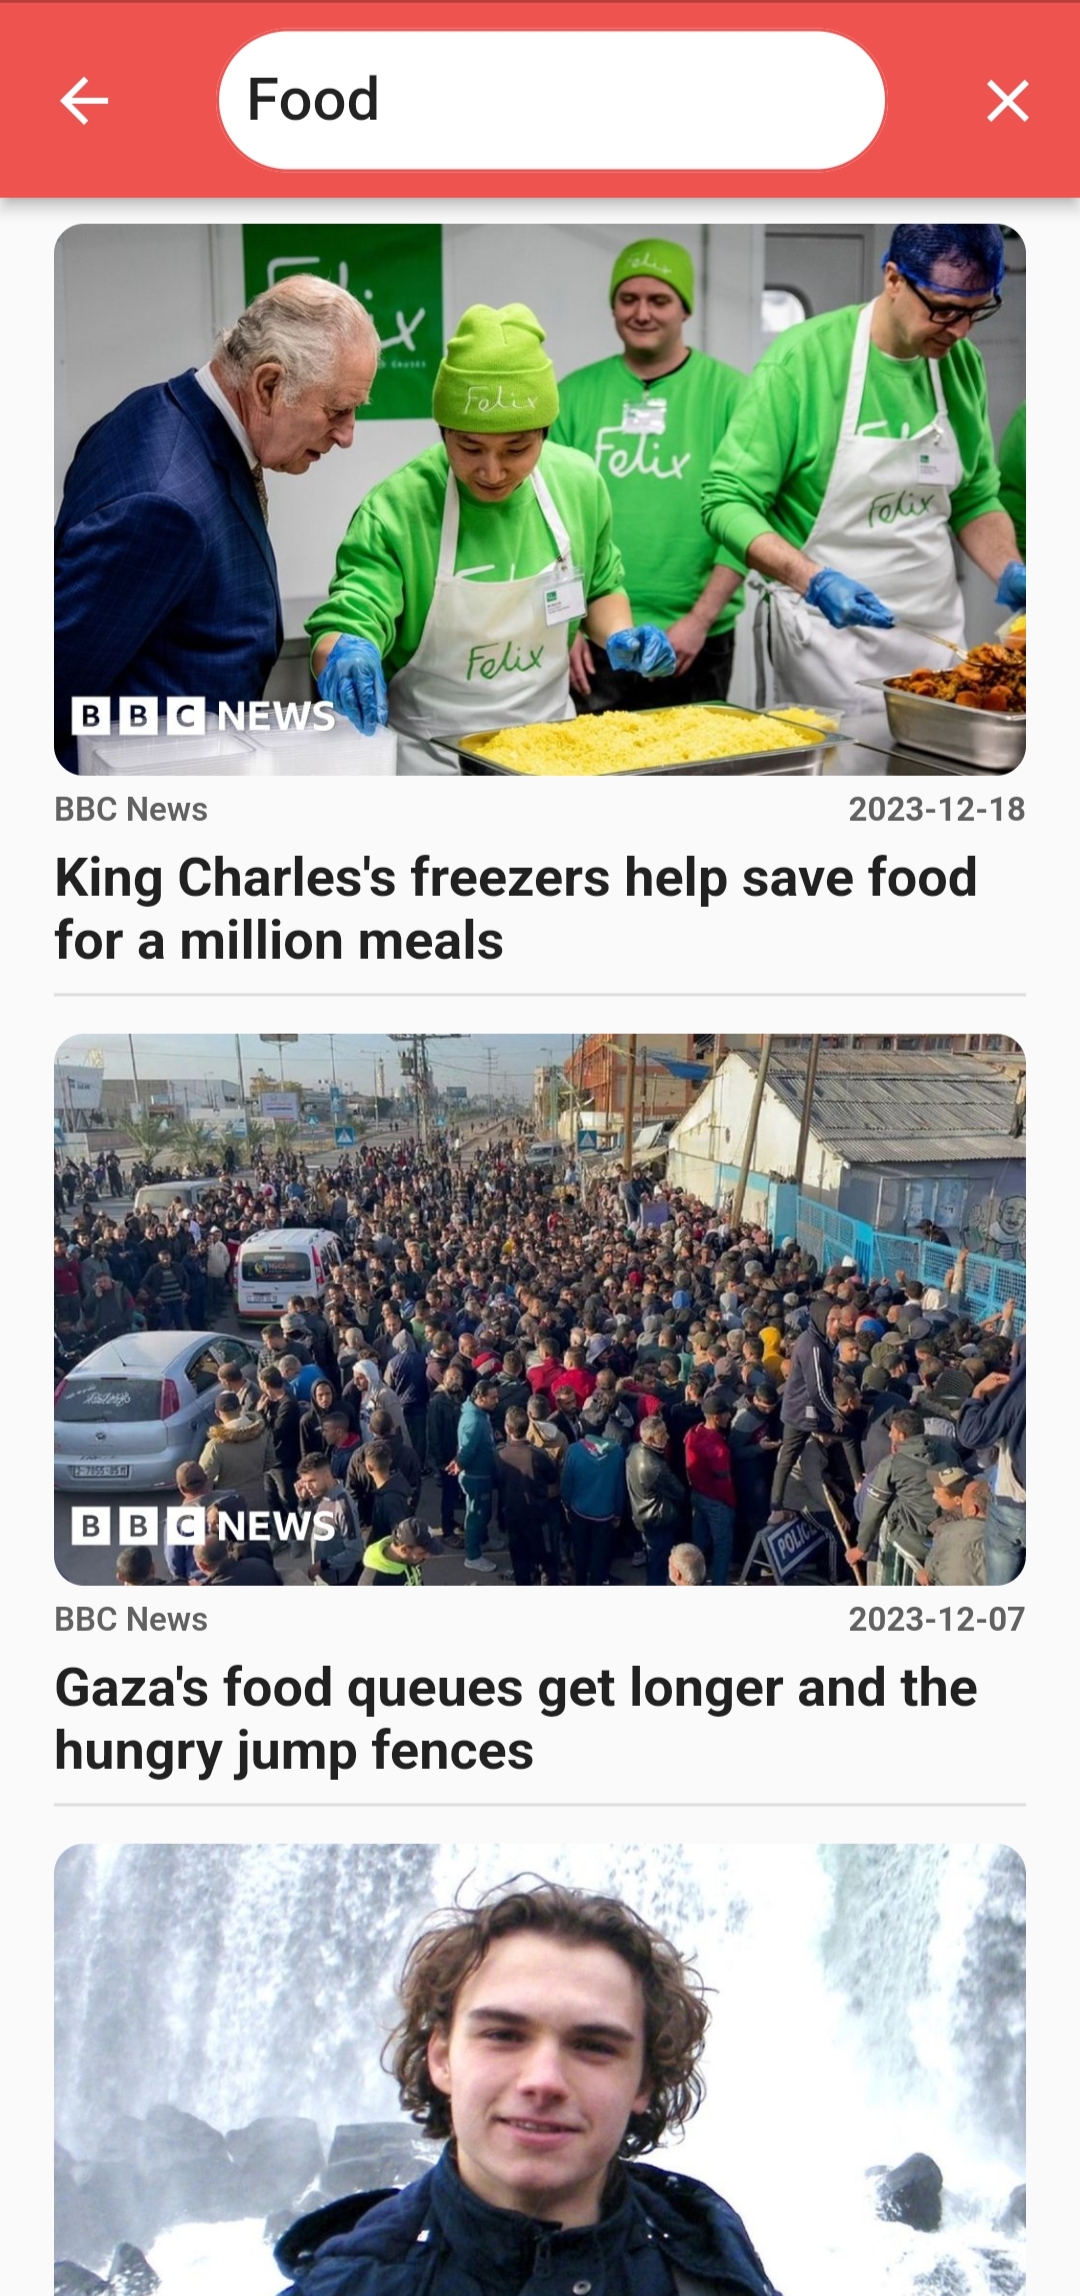 Food
Felix
Felix
Felix
Felix
Felix
Felix
BBC NEWS
BBC News 2023-12-18
King Charles's freezers help save food
for a million meals
POLICE
BBC NEWS
BBC News 2023-12-07
Gaza's food queues get longer and the
hungry jump fences